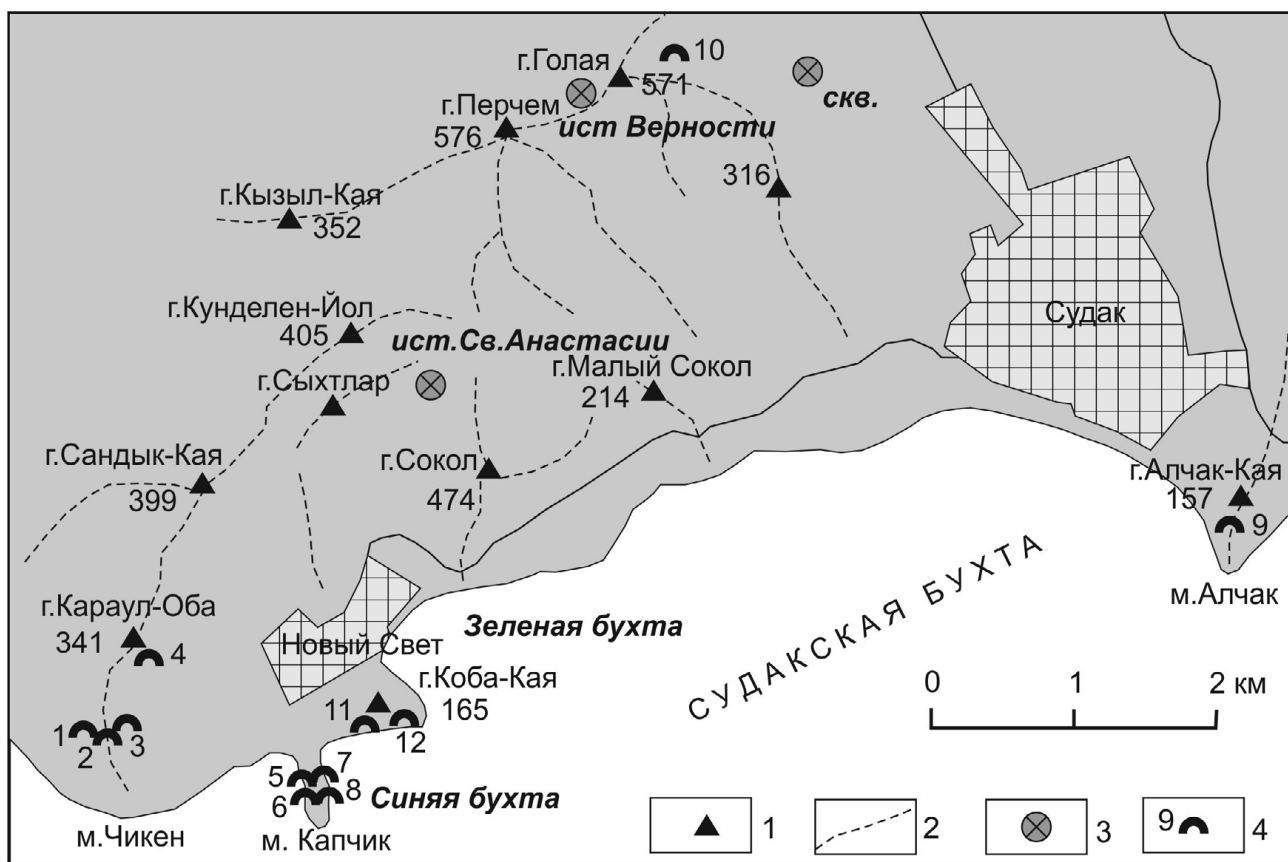 10
г.Голая
571
скв.
г.Перчем
576
ист Верности
316
г.Кызыл-Кая
352
г.Кунделен-Йол
405
ист.Св.Анастасии
Судак
г.Сыхтлар
г.Малый Сокол
214
г.Сандык-Кая
399
г.Сокол
474
г.Алчак-Кая
157
9
м.Алчак
СУДАКСКАЯ БУХТА
г.Караул-Оба
341
4
Новый Свет
Зеленая бухта
г.Коба-Кая
165
11
12
1
2
3
0 1 2 км
5
7
6
8
Синяя бухта
м.Чикен
м. Капчик
1
2
3
9
4